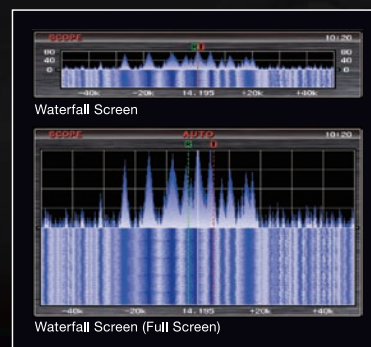 SCOPE 10:20
80 80
40 40
0 0
-40k -20k 14.195 +20k +40k
Waterfall Screen
SCOPE AUTO 10:20
-40k -20k 14.195 +20k +40k
Waterfall Screen (Full Screen)